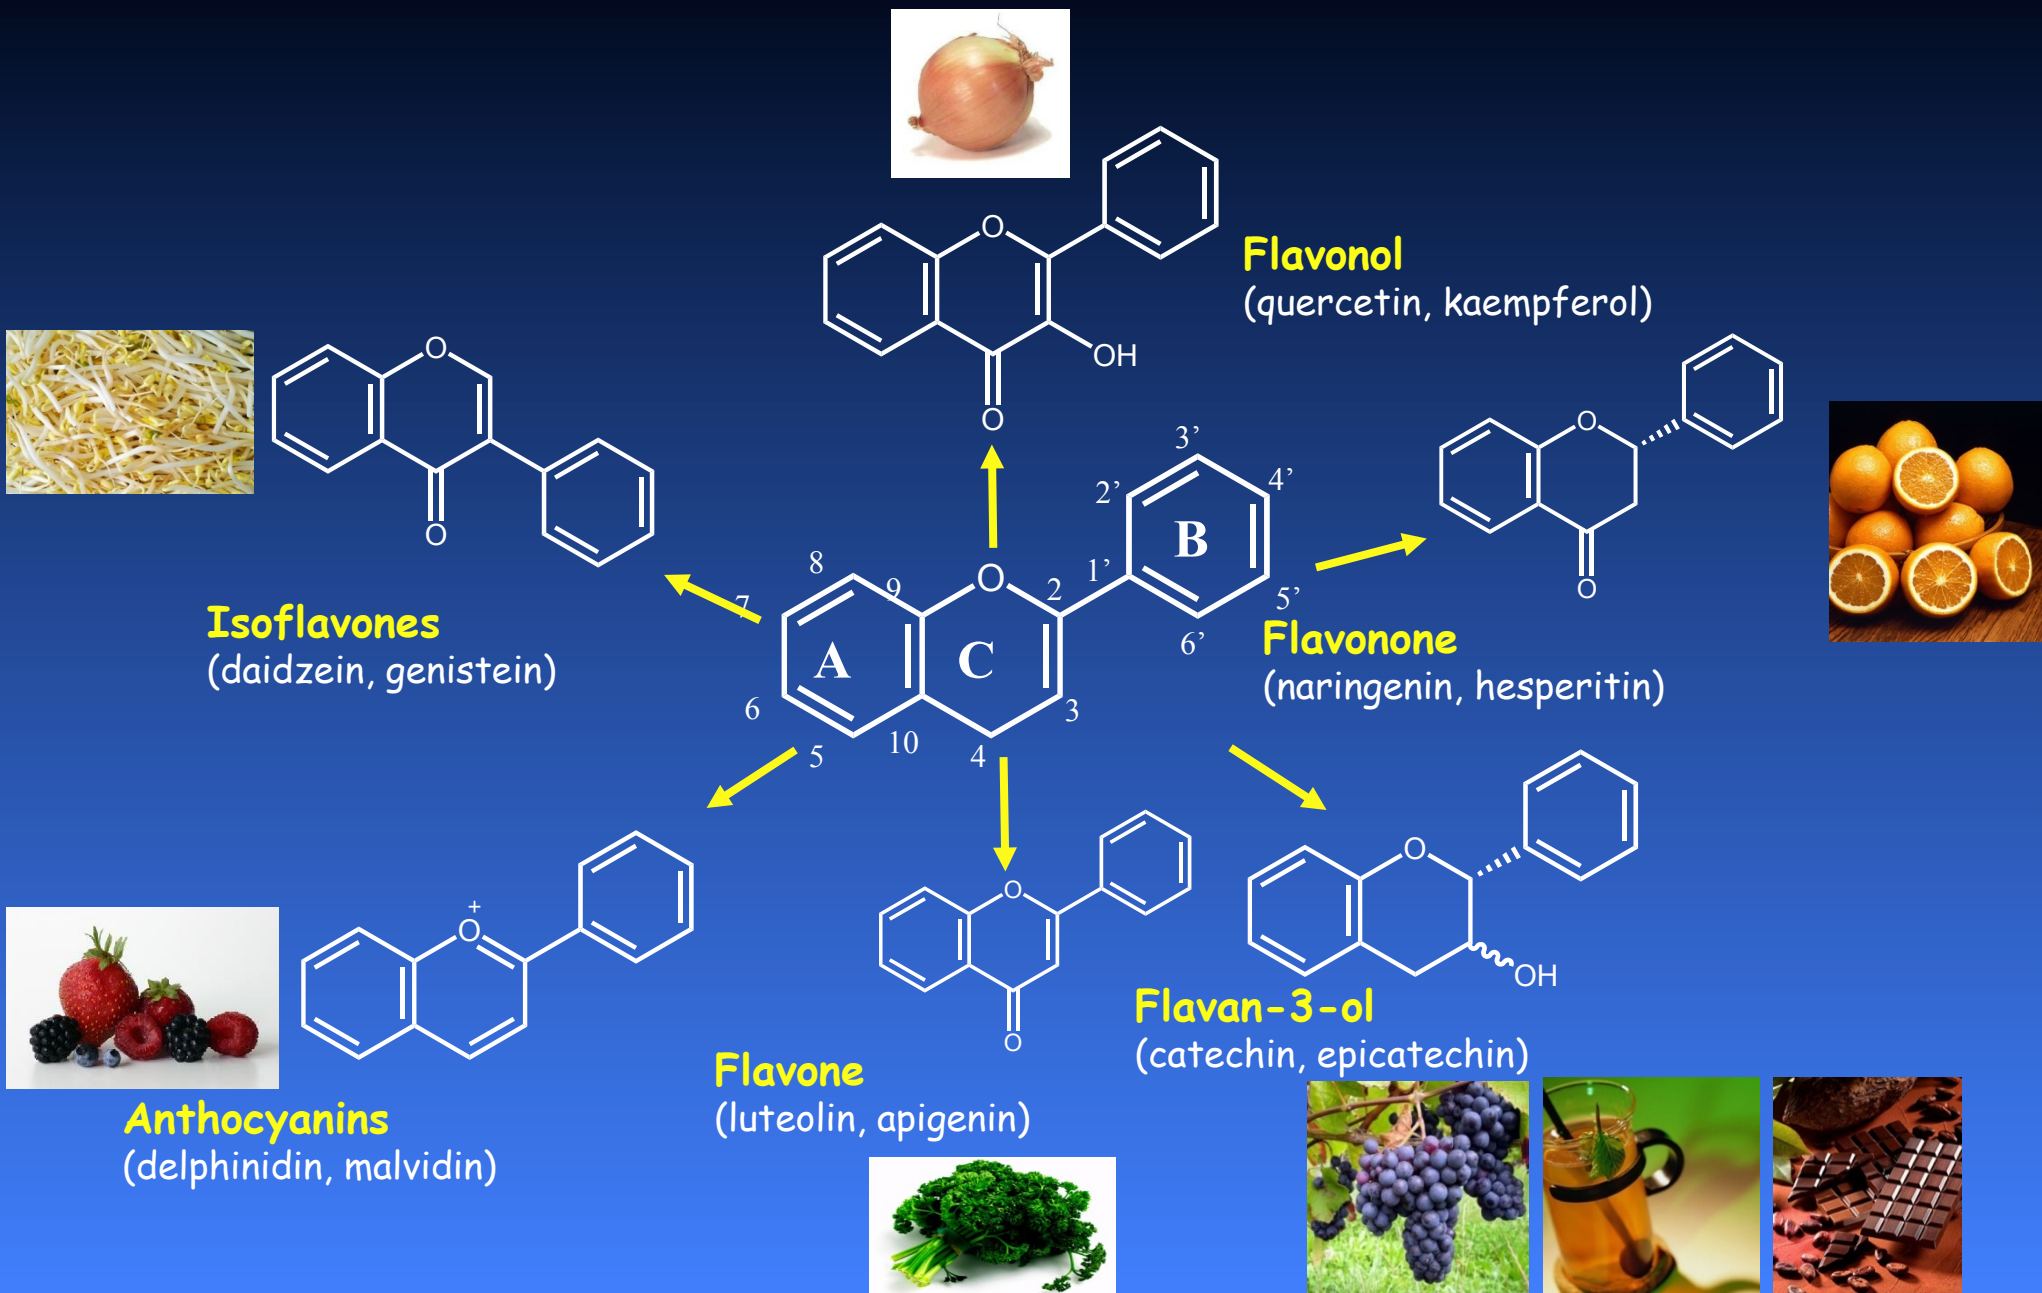 O
OH
O
Flavonol
(quercetin, kaempferol)
O
O
Isoflavones
(daidzein, genistein)
O
O
Flavonone
(naringenin, hesperitin)
3’
2’
4’
B
1’
5’
6’
8
9
O
2
7
A
C
6
3
5
10
4
O
+
Anthocyanins
(delphinidin, malvidin)
O
O
Flavone
(luteolin, apigenin)
O
OH
Flavan-3-ol
(catechin, epicatechin)